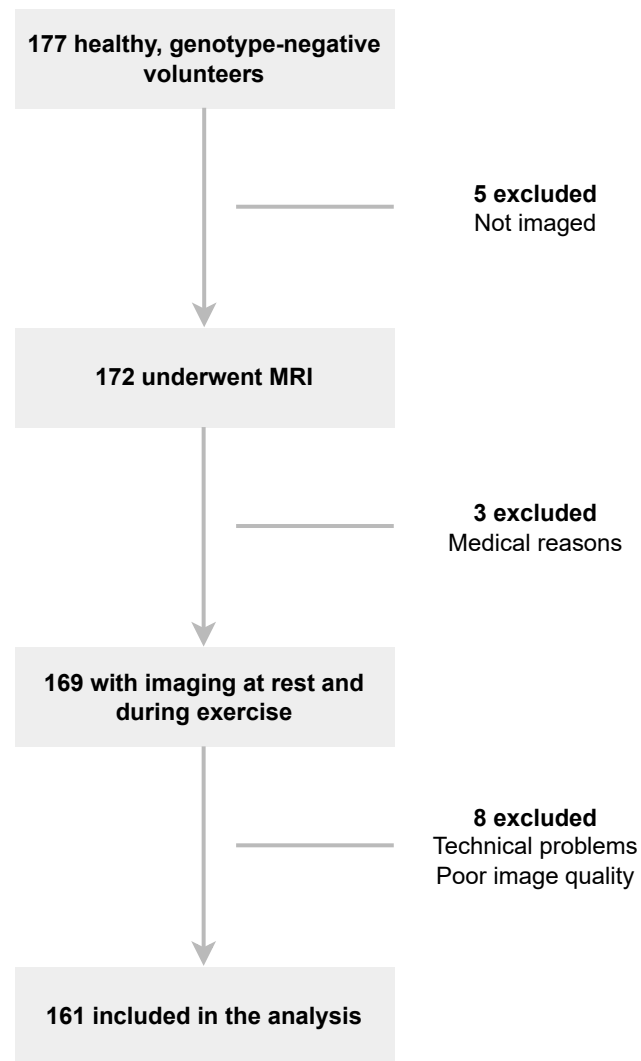 177 healthy, genotype-negative
volunteers
5 excluded
Not imaged
172 underwent MRI
3 excluded
Medical reasons
169 with imaging at rest and
during exercise
8 excluded
Technical problems
Poor image quality
161 included in the analysis